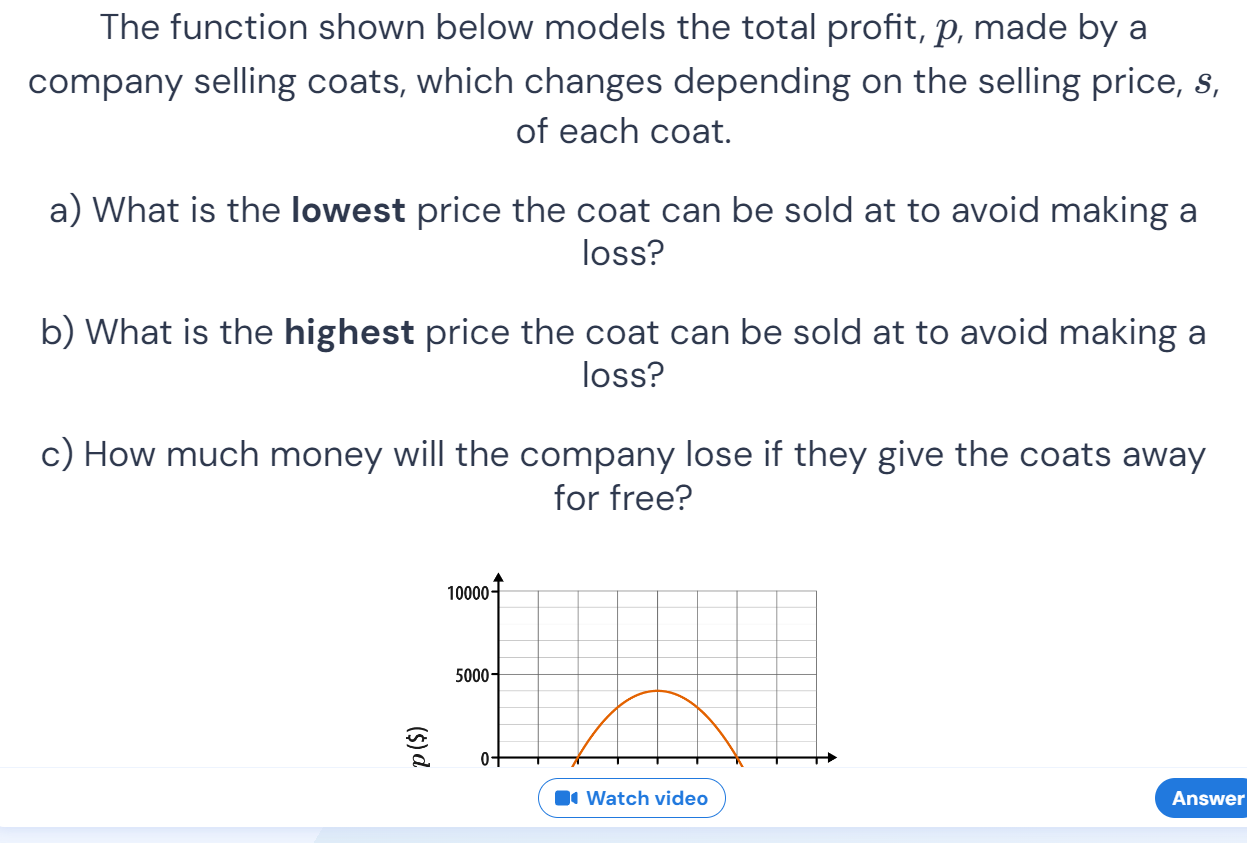 The function shown below models the total profit, p, made by a
company selling coats, which changes depending on the selling price, s,
of each coat.
a) What is the lowest price the coat can be sold at to avoid making a
loss?
b) What is the highest price the coat can be sold at to avoid making a
loss?
c) How much money will the company lose if they give the coats away
for free?
10000
5000
p ($)
0
Watch video
Answer